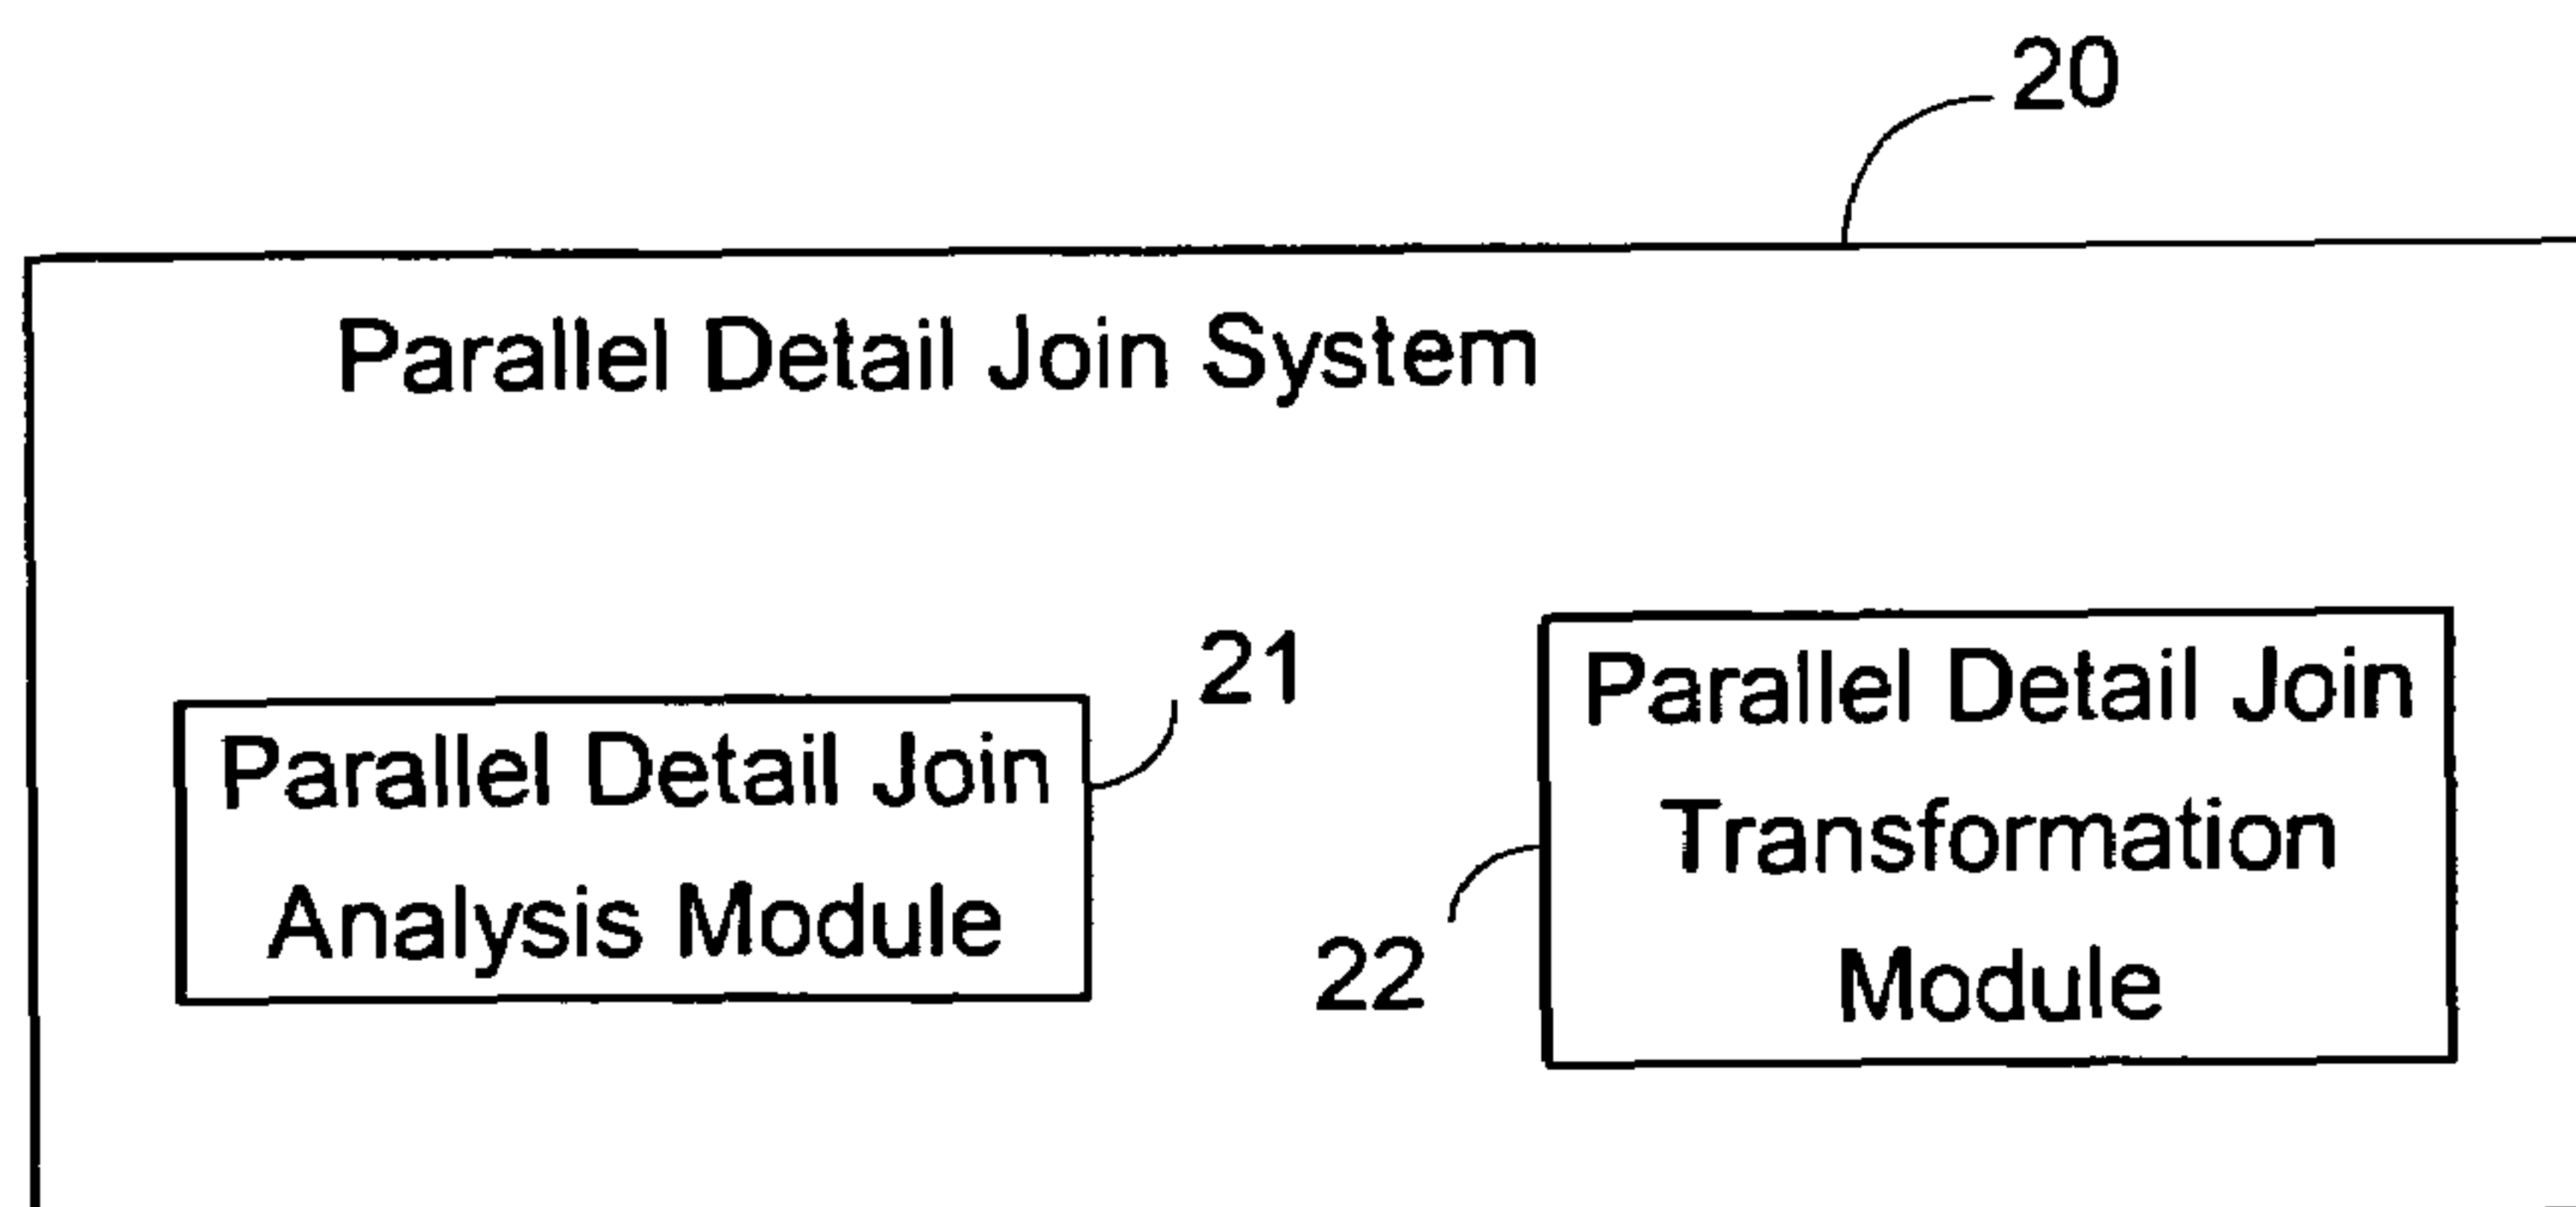 20
Parallel Detail Join System
21
Parallel Detail Join
Analysis Module
Parallel Detail Join
Transformation
Module
22